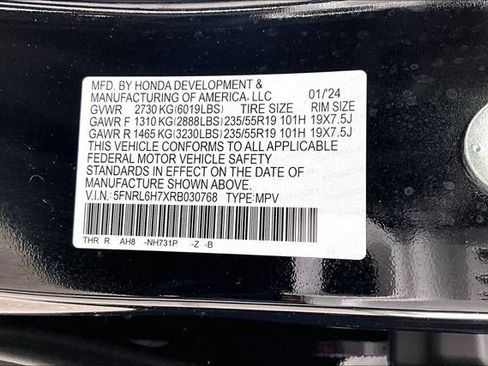 MFD. BY HONDA DEVELOPMENT &
MANUFACTURING OF AMERICA, LLC 01/'24
GVWR 2730 KG(6019LBS) TIRE SIZE RIM SIZE
GAWR F 1310 KG(2888LBS) 235/55R19 101H 19X7.5J
GAWR R 1465 KG(3230LBS) 235/55R19 101H 19X7.5J
THIS VEHICLE CONFORMS TO ALL APPLICABLE
FEDERAL MOTOR VEHICLE SAFETY
STANDARDS IN EFFECT ON THE DATE OF
MANUFACTURE SHOWN ABOVE.
V.I.N.: 5FNRL6H7XRB030768 TYPE: MPV
THR R AH8 -NH731P -Z -B